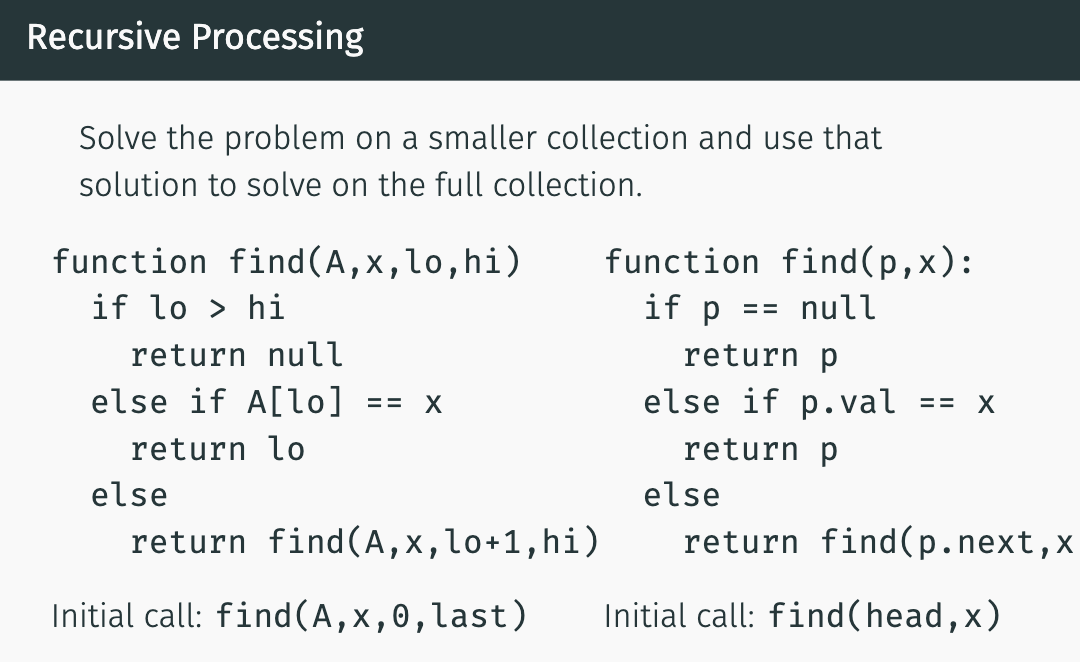 Recursive Processing
Solve the problem on a smaller collection and use that
solution to solve on the full collection.
function find(A,x,lo,hi)
if lo > hi
return null
else if A[lo] == x
return lo
else
return find(A,x,lo+1,hi)
Initial call: find(A,x,0,last)
function find(p,x):
if p == null
return p
else if p.val == x
return p
else
return find(p.next,x
Initial call: find(head,x)